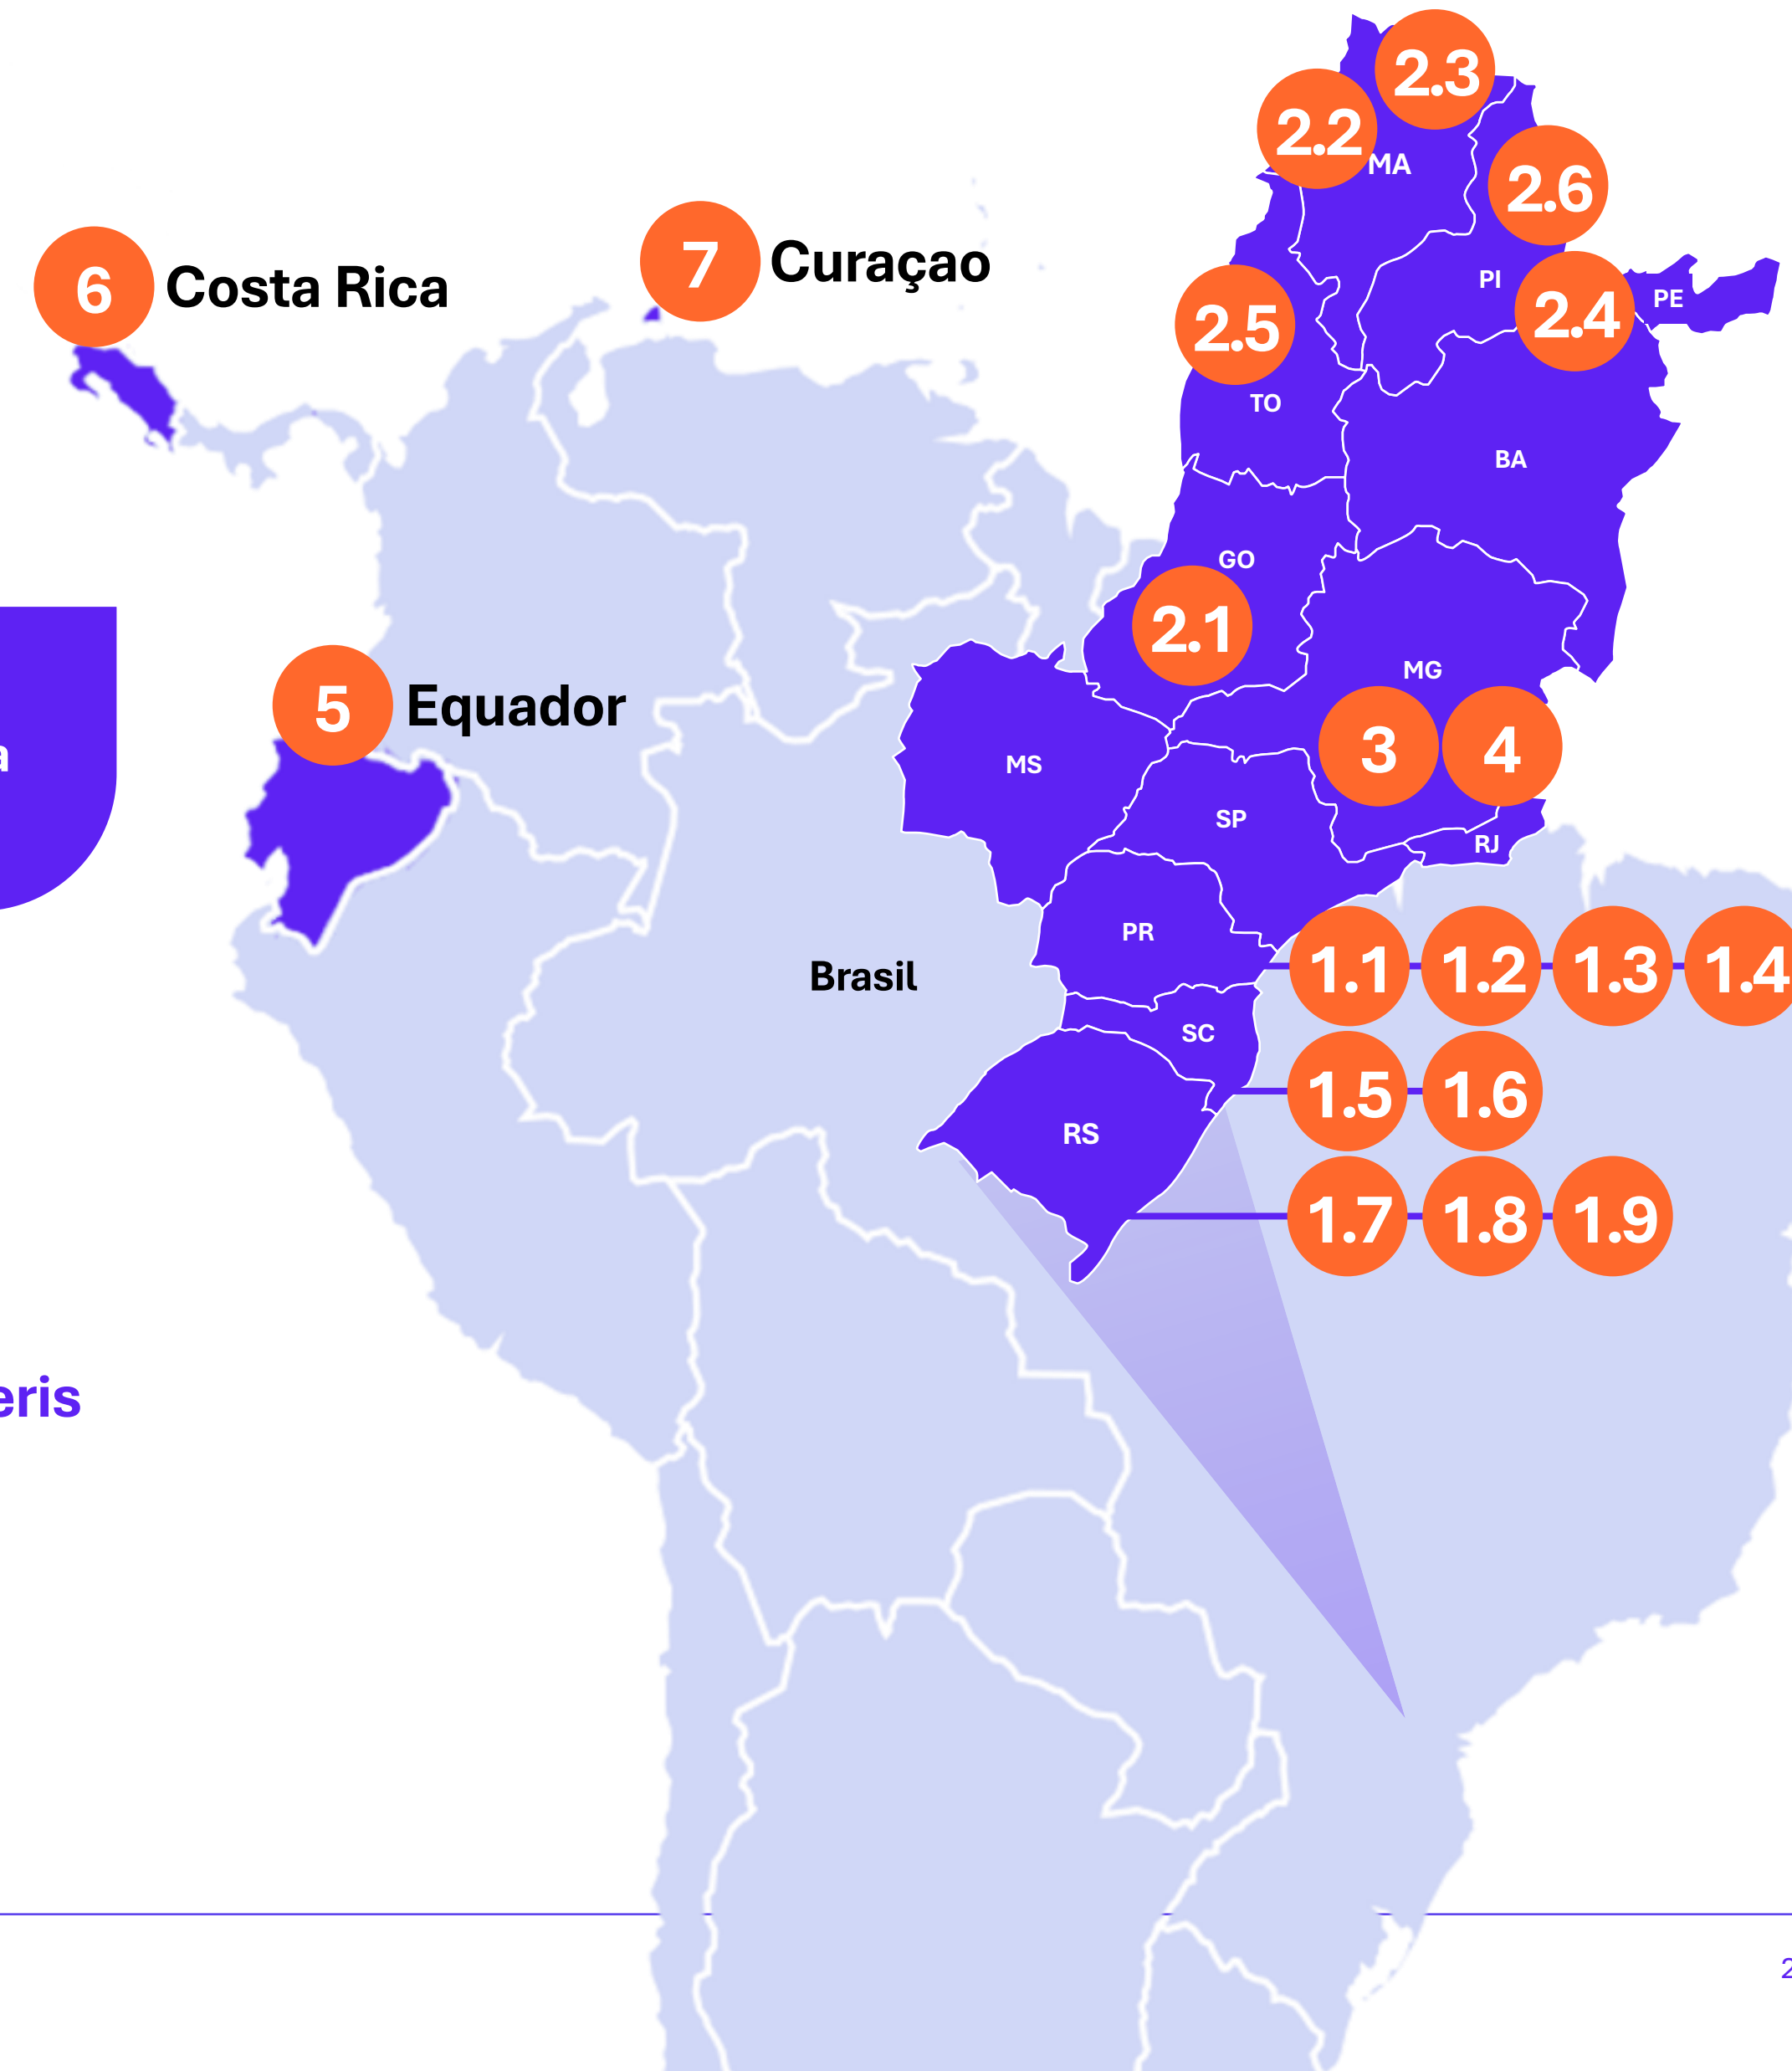 2.3
2.2
MA
2.6
7 Curaçao
6 Costa Rica
PI
PE
2.4
2.5
TO
BA
GO
2.1
MG
5 Equador
3 4
a
MS
SP
RJ
PR
Brasil
1.1 1.2 1.3 1.4
SC
1.5 1.6
RS
1.7 1.8 1.9
eris
2